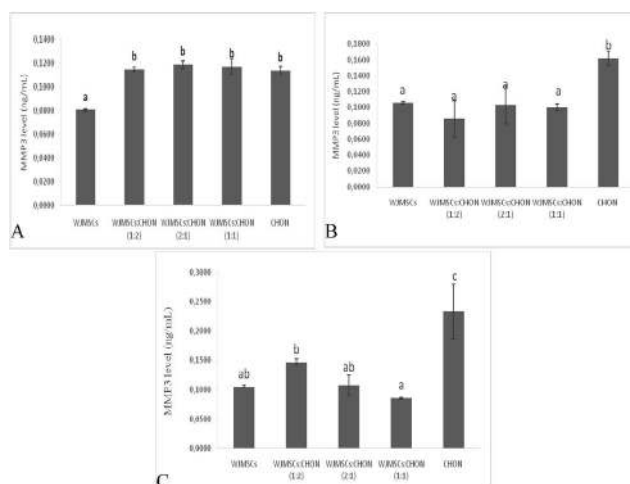 b
b
b
b
a
0,1400
0,1200
0,1000
0,0800
0,0600
0,0400
0,0200
0,0000
MMP3 level (ng/mL)
WJMSCs
WJMSCs:CHON
(1:2)
WJMSCs:CHON
(2:1)
WJMSCs:CHON
(1:1)
CHON
A
b
a
a
a
a
0,1800
0,1600
0,1400
0,1200
0,1000
0,0800
0,0600
0,0400
0,0200
0,0000
MMP3 level (ng/mL)
WJMSCs
WJMSCs:CHON
(1:2)
WJMSCs:CHON
(2:1)
WJMSCs:CHON
(1:1)
CHON
B
c
b
ab
ab
a
0,3000
0,2500
0,2000
0,1500
0,1000
0,0500
0,0000
MMP3 level (ng/mL)
WJMSCs
WJMSCs:CHON
(1:2)
WJMSCs:CHON
(2:1)
WJMSCs:CHON
(1:1)
CHON
C